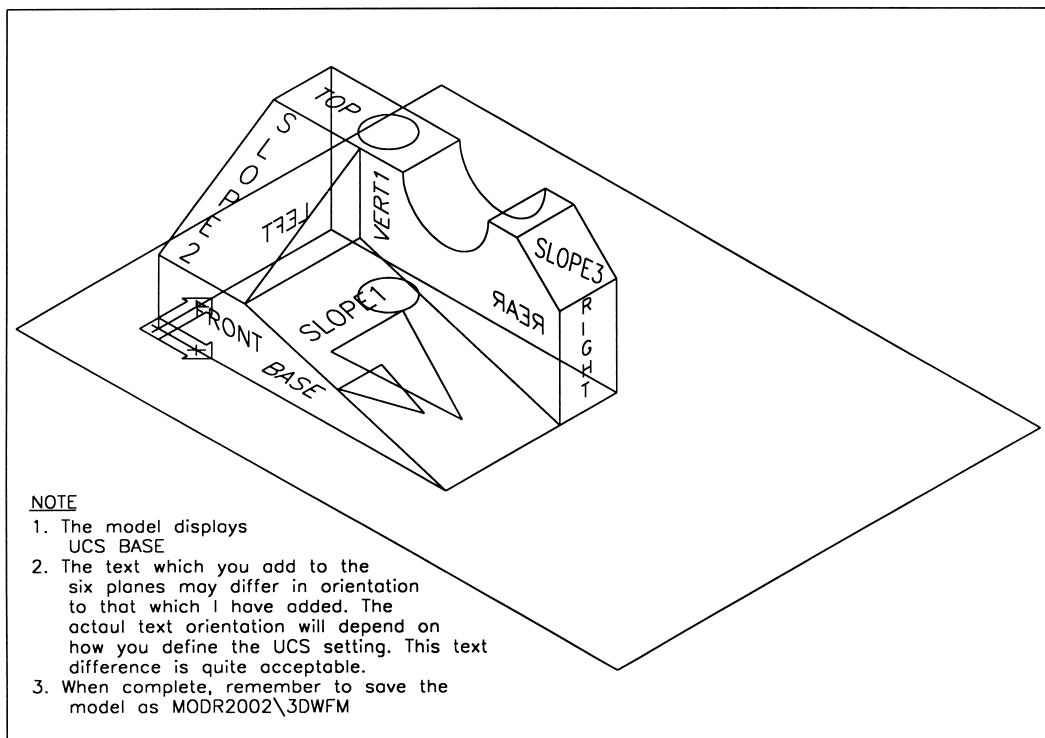 TOP
SLOPE2
LEFT
VERT1
SLOPE3
REAR
RIGHT
SLOPE1
FRONT
BASE
NOTE
1. The model displays
UCS BASE
2. The text which you add to the
six planes may differ in orientation
to that which I have added. The
actaul text orientation will depend on
how you define the UCS setting. This text
difference is quite acceptable.
3. When complete, remember to save the
model as MODR2002\3DWFM